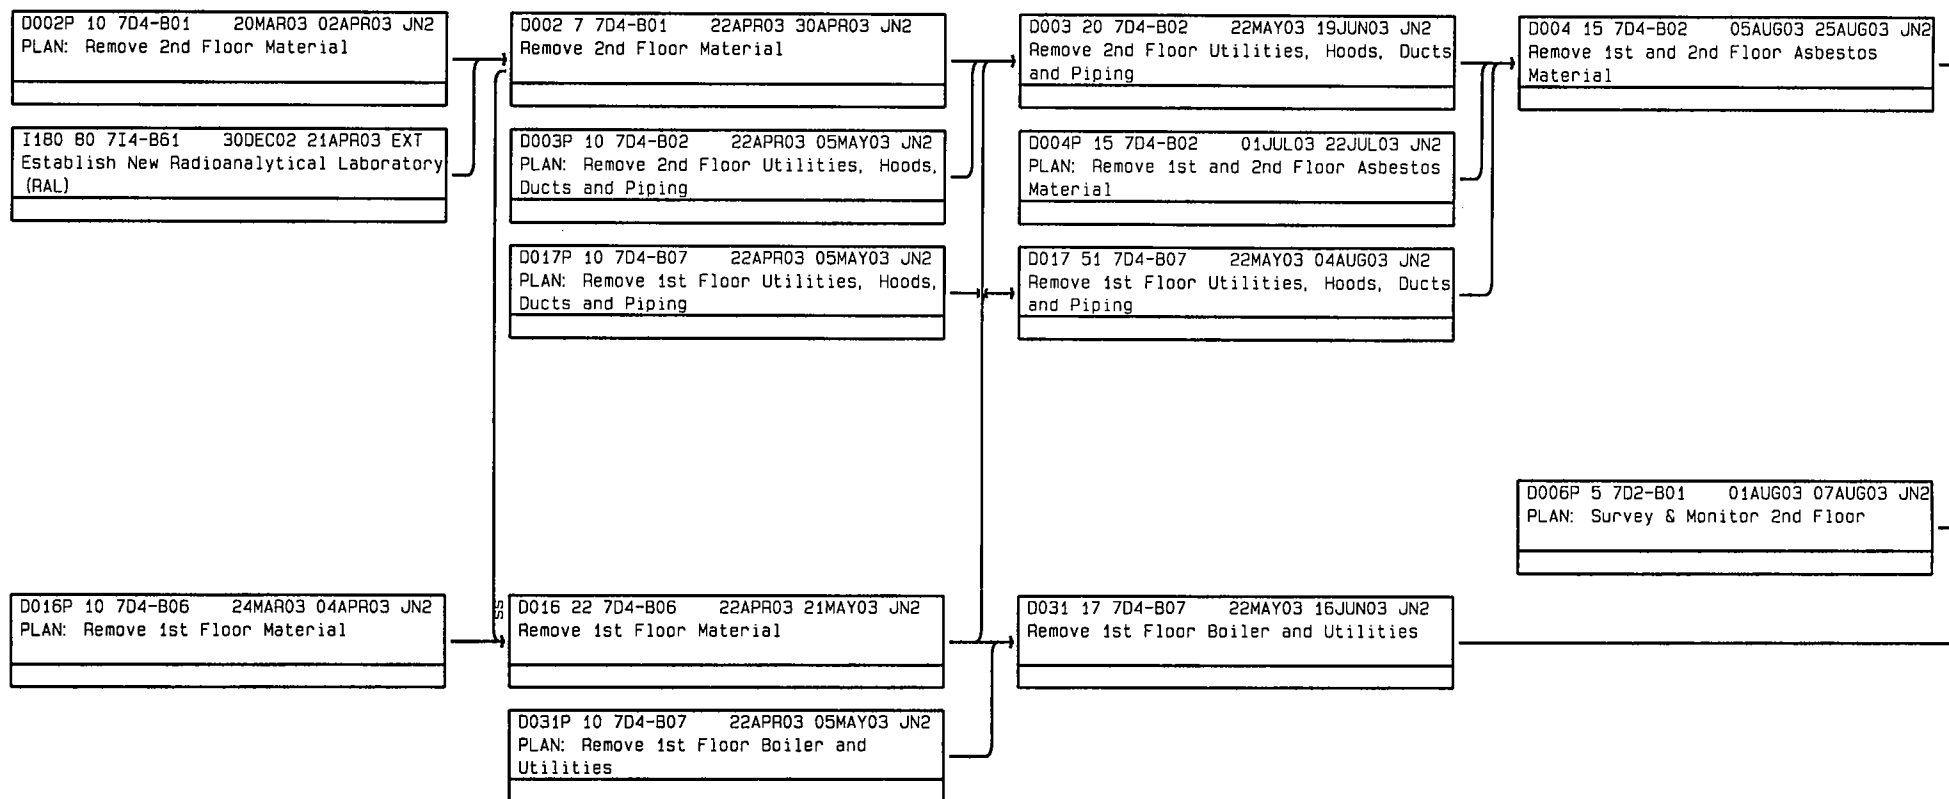 D002P 10 7D4-B01 20MAR03 02APR03 JN2
PLAN: Remove 2nd Floor Material
D002 7 7D4-B01 22APR03 30APR03 JN2
Remove 2nd Floor Material
D003 20 7D4-B02 22MAY03 19JUN03 JN2
Remove 2nd Floor Utilities, Hoods, Ducts
and Piping
D004 15 7D4-B02 05AUG03 25AUG03 JN2
Remove 1st and 2nd Floor Asbestos
Material
I180 80 7I4-B61 30DEC02 21APR03 EXT
Establish New Radioanalytical Laboratory
(RAL)
D003P 10 7D4-B02 22APR03 05MAY03 JN2
PLAN: Remove 2nd Floor Utilities, Hoods,
Ducts and Piping
D004P 15 7D4-B02 01JUL03 22JUL03 JN2
PLAN: Remove 1st and 2nd Floor Asbestos
Material
D017P 10 7D4-B07 22APR03 05MAY03 JN2
PLAN: Remove 1st Floor Utilities, Hoods,
Ducts and Piping
D017 51 7D4-B07 22MAY03 04AUG03 JN2
Remove 1st Floor Utilities, Hoods, Ducts
and Piping
D006P 5 7D2-B01 01AUG03 07AUG03 JN2
PLAN: Survey & Monitor 2nd Floor
D016P 10 7D4-B06 24MAR03 04APR03 JN2
PLAN: Remove 1st Floor Material
SS
D016 22 7D4-B06 22APR03 21MAY03 JN2
Remove 1st Floor Material
D031 17 7D4-B07 22MAY03 16JUN03 JN2
Remove 1st Floor Boiler and Utilities
D031P 10 7D4-B07 22APR03 05MAY03 JN2
PLAN: Remove 1st Floor Boiler and
Utilities